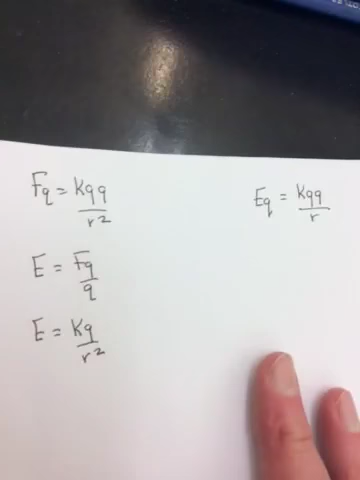 Fq = Kqq/r²
E = Fq/q
E = Kq/r²
Eq = Kqq/r